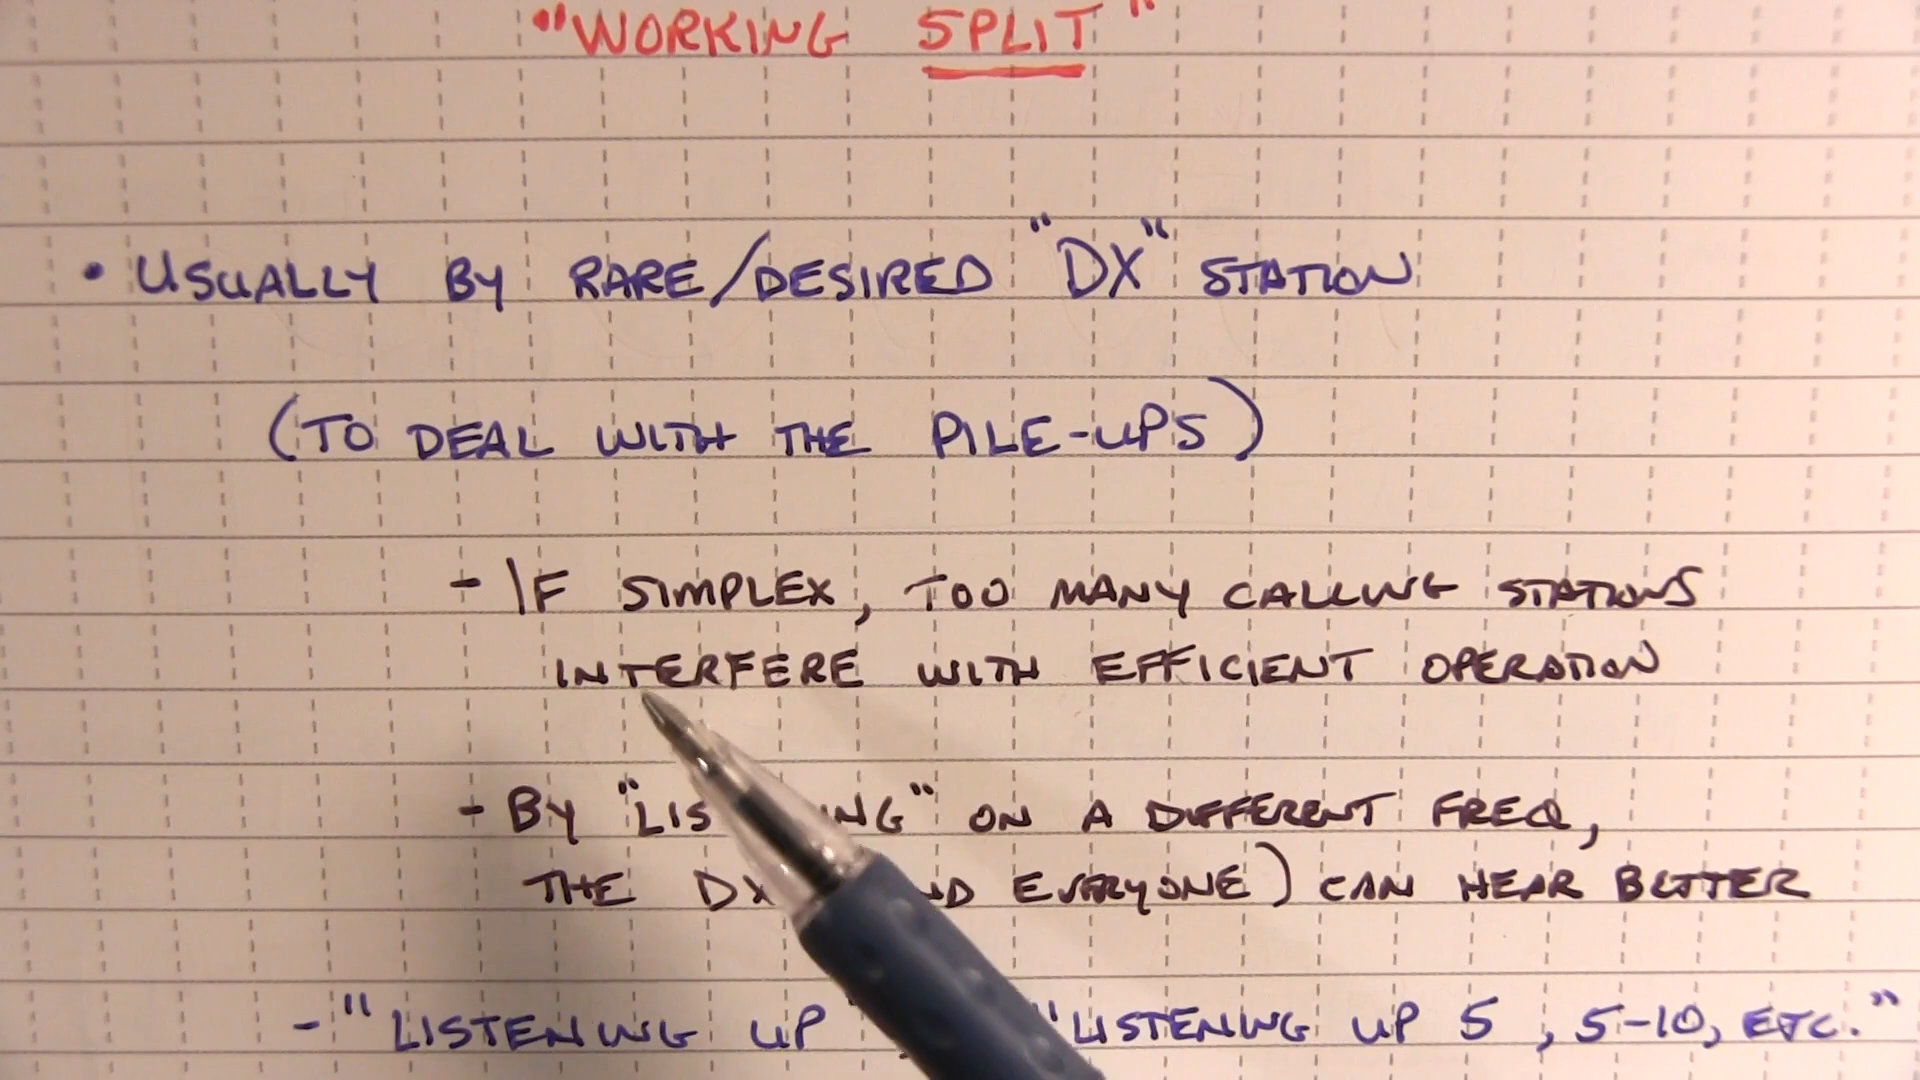 "WORKING SPLIT"
• USUALLY BY RARE/DESIRED "DX" STATION
(TO DEAL WITH THE PILE-UPS)
- IF SIMPLEX, TOO MANY CALLING STATIONS
INTERFERE WITH EFFICIENT OPERATION
- BY "LIS NG" ON A DIFFERENT FREQ,
THE DX EVERYONE) CAN HEAR BETTER
- "LISTENING UP "LISTENING UP 5, 5-10, ETC."